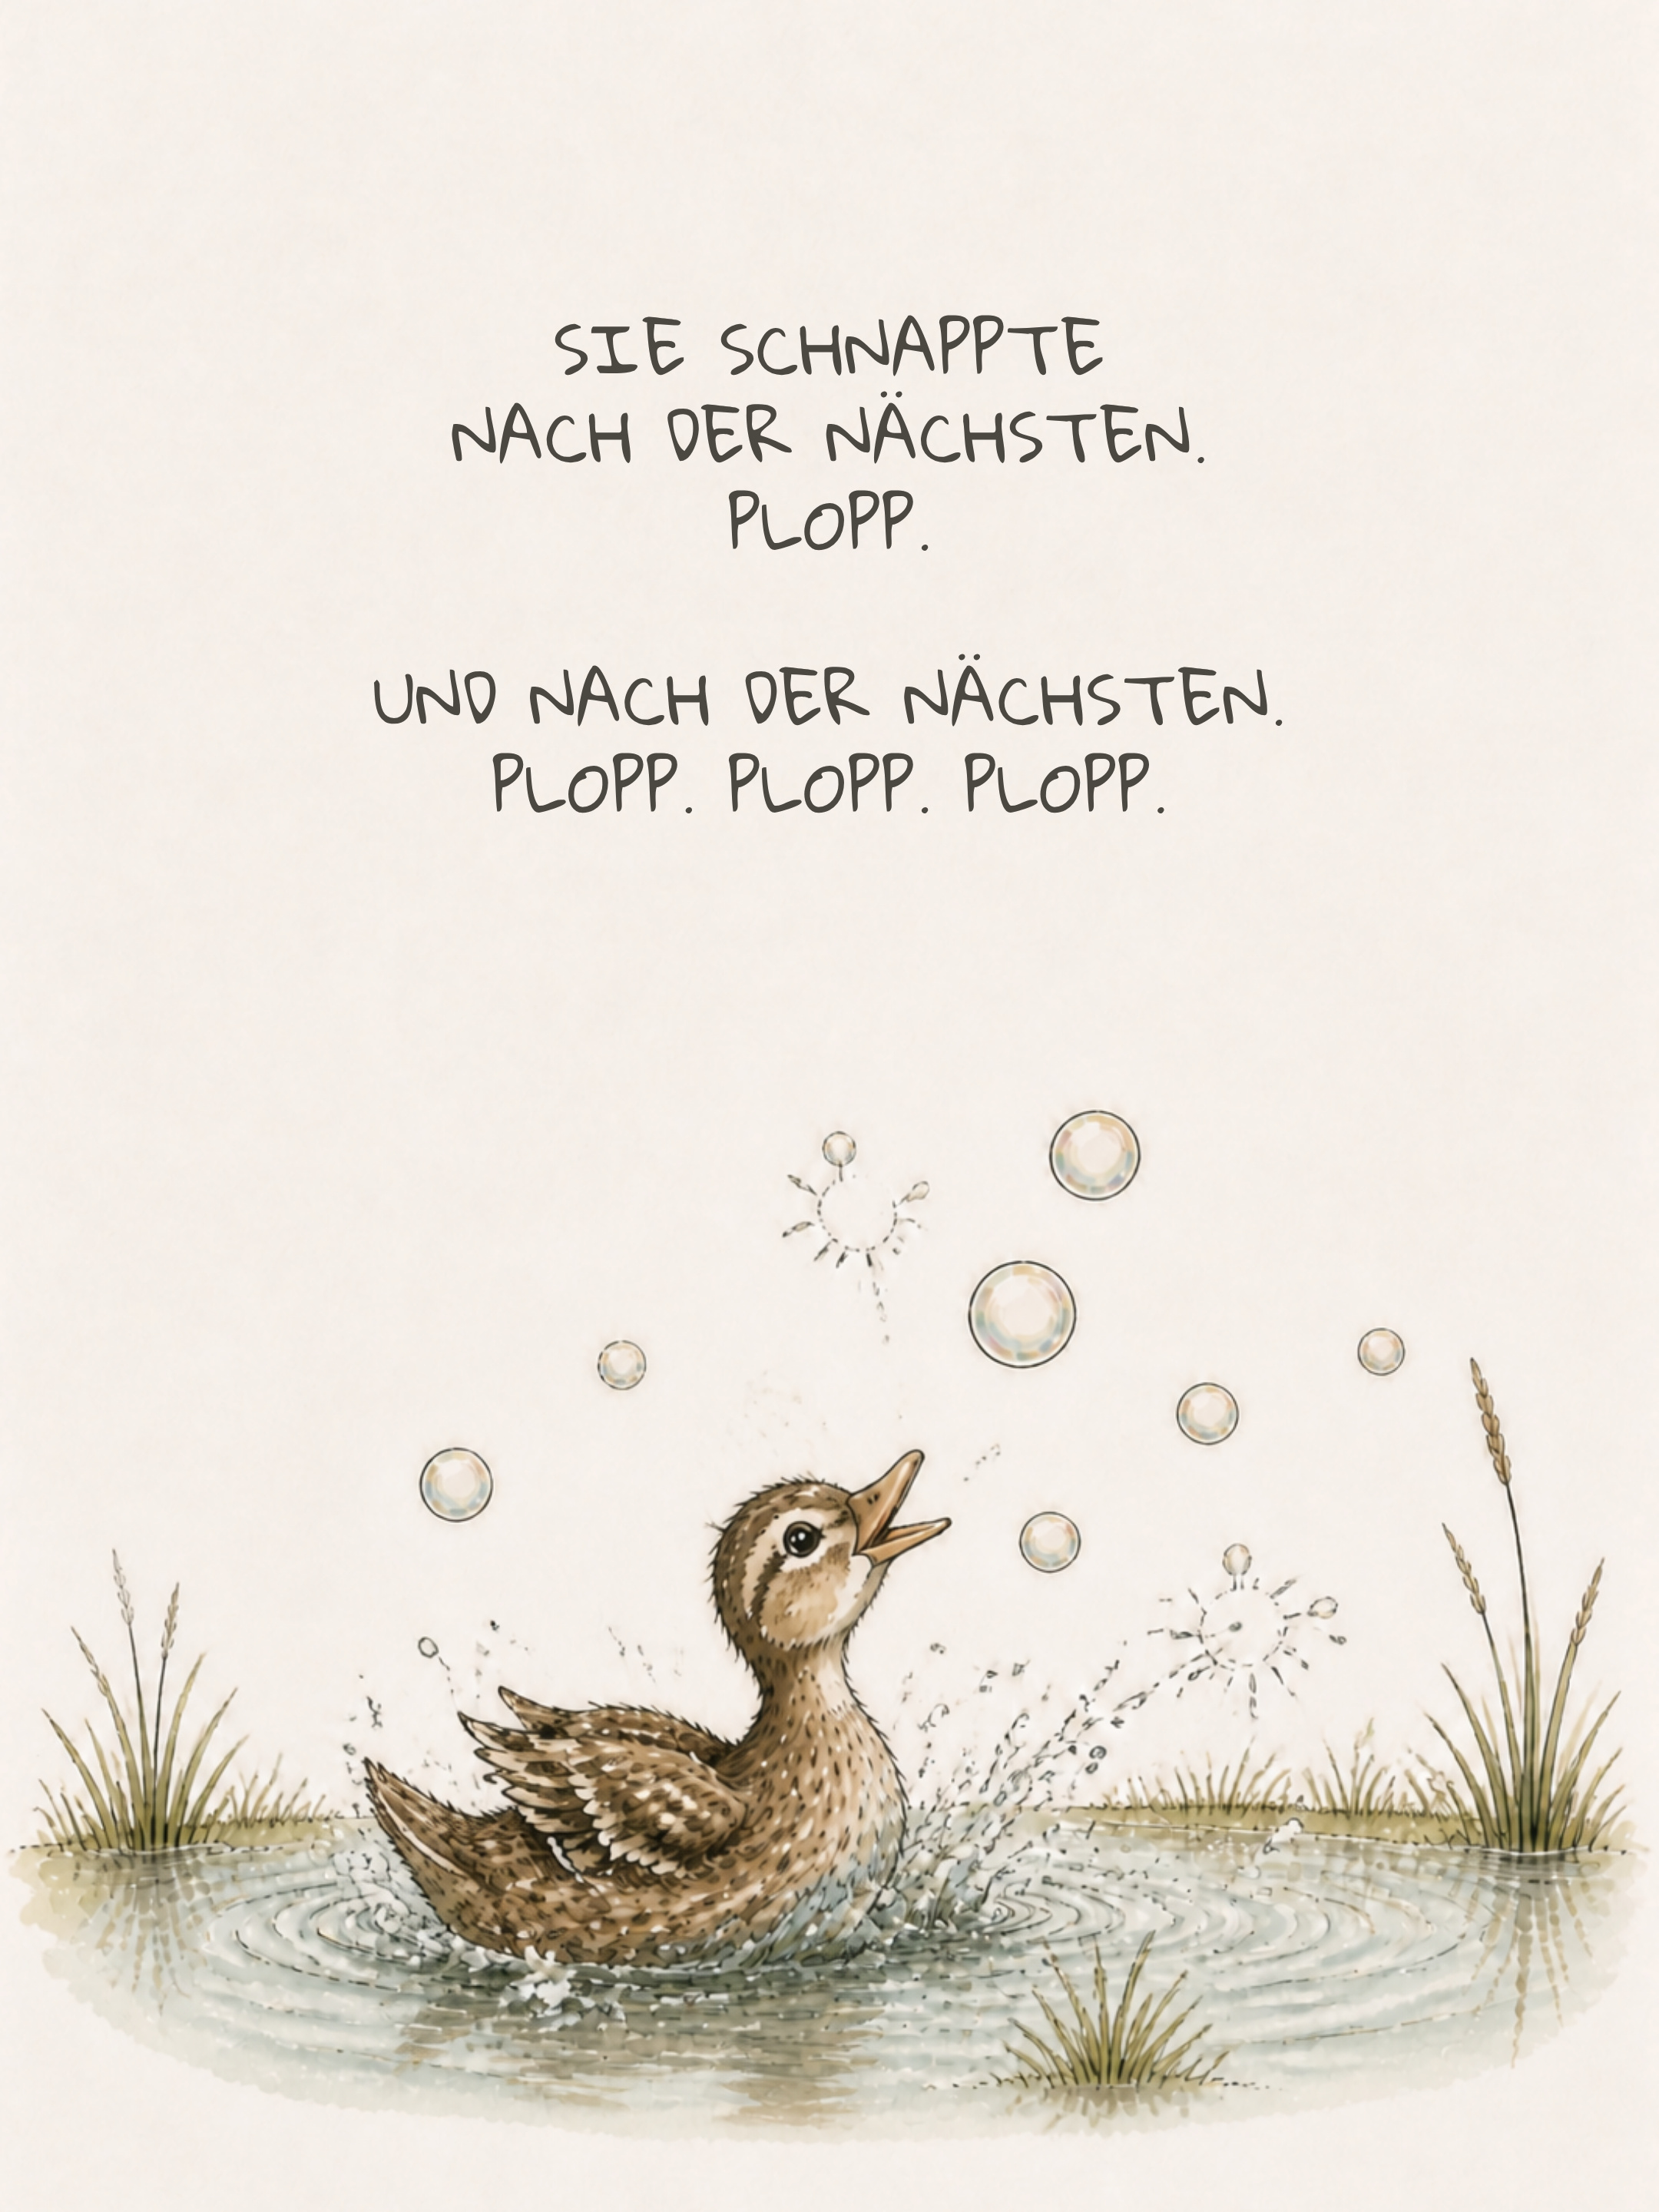 SIE SCHNAPPTE
NACH DER NÄCHSTEN.
PLOPP.
UND NACH DER NÄCHSTEN.
PLOPP. PLOPP. PLOPP.